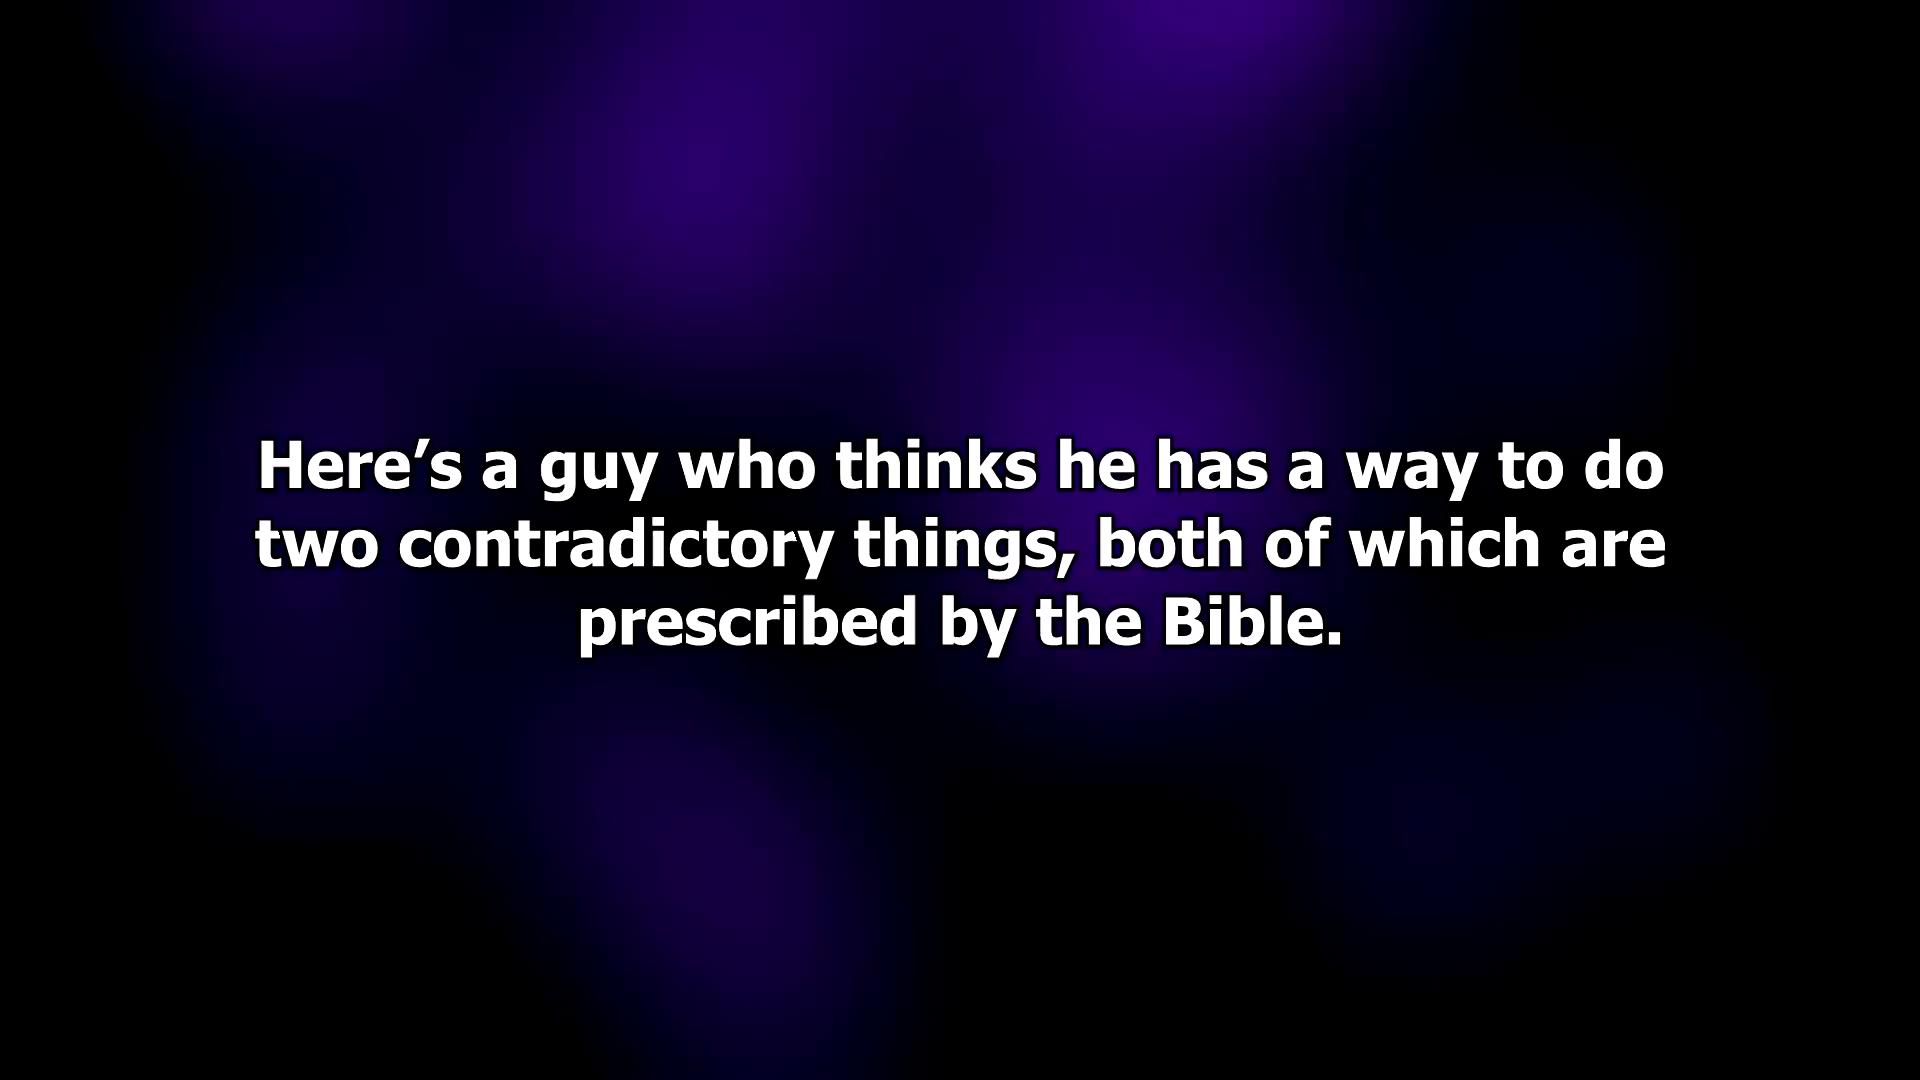 Here’s a guy who thinks he has a way to do
two contradictory things, both of which are
prescribed by the Bible.